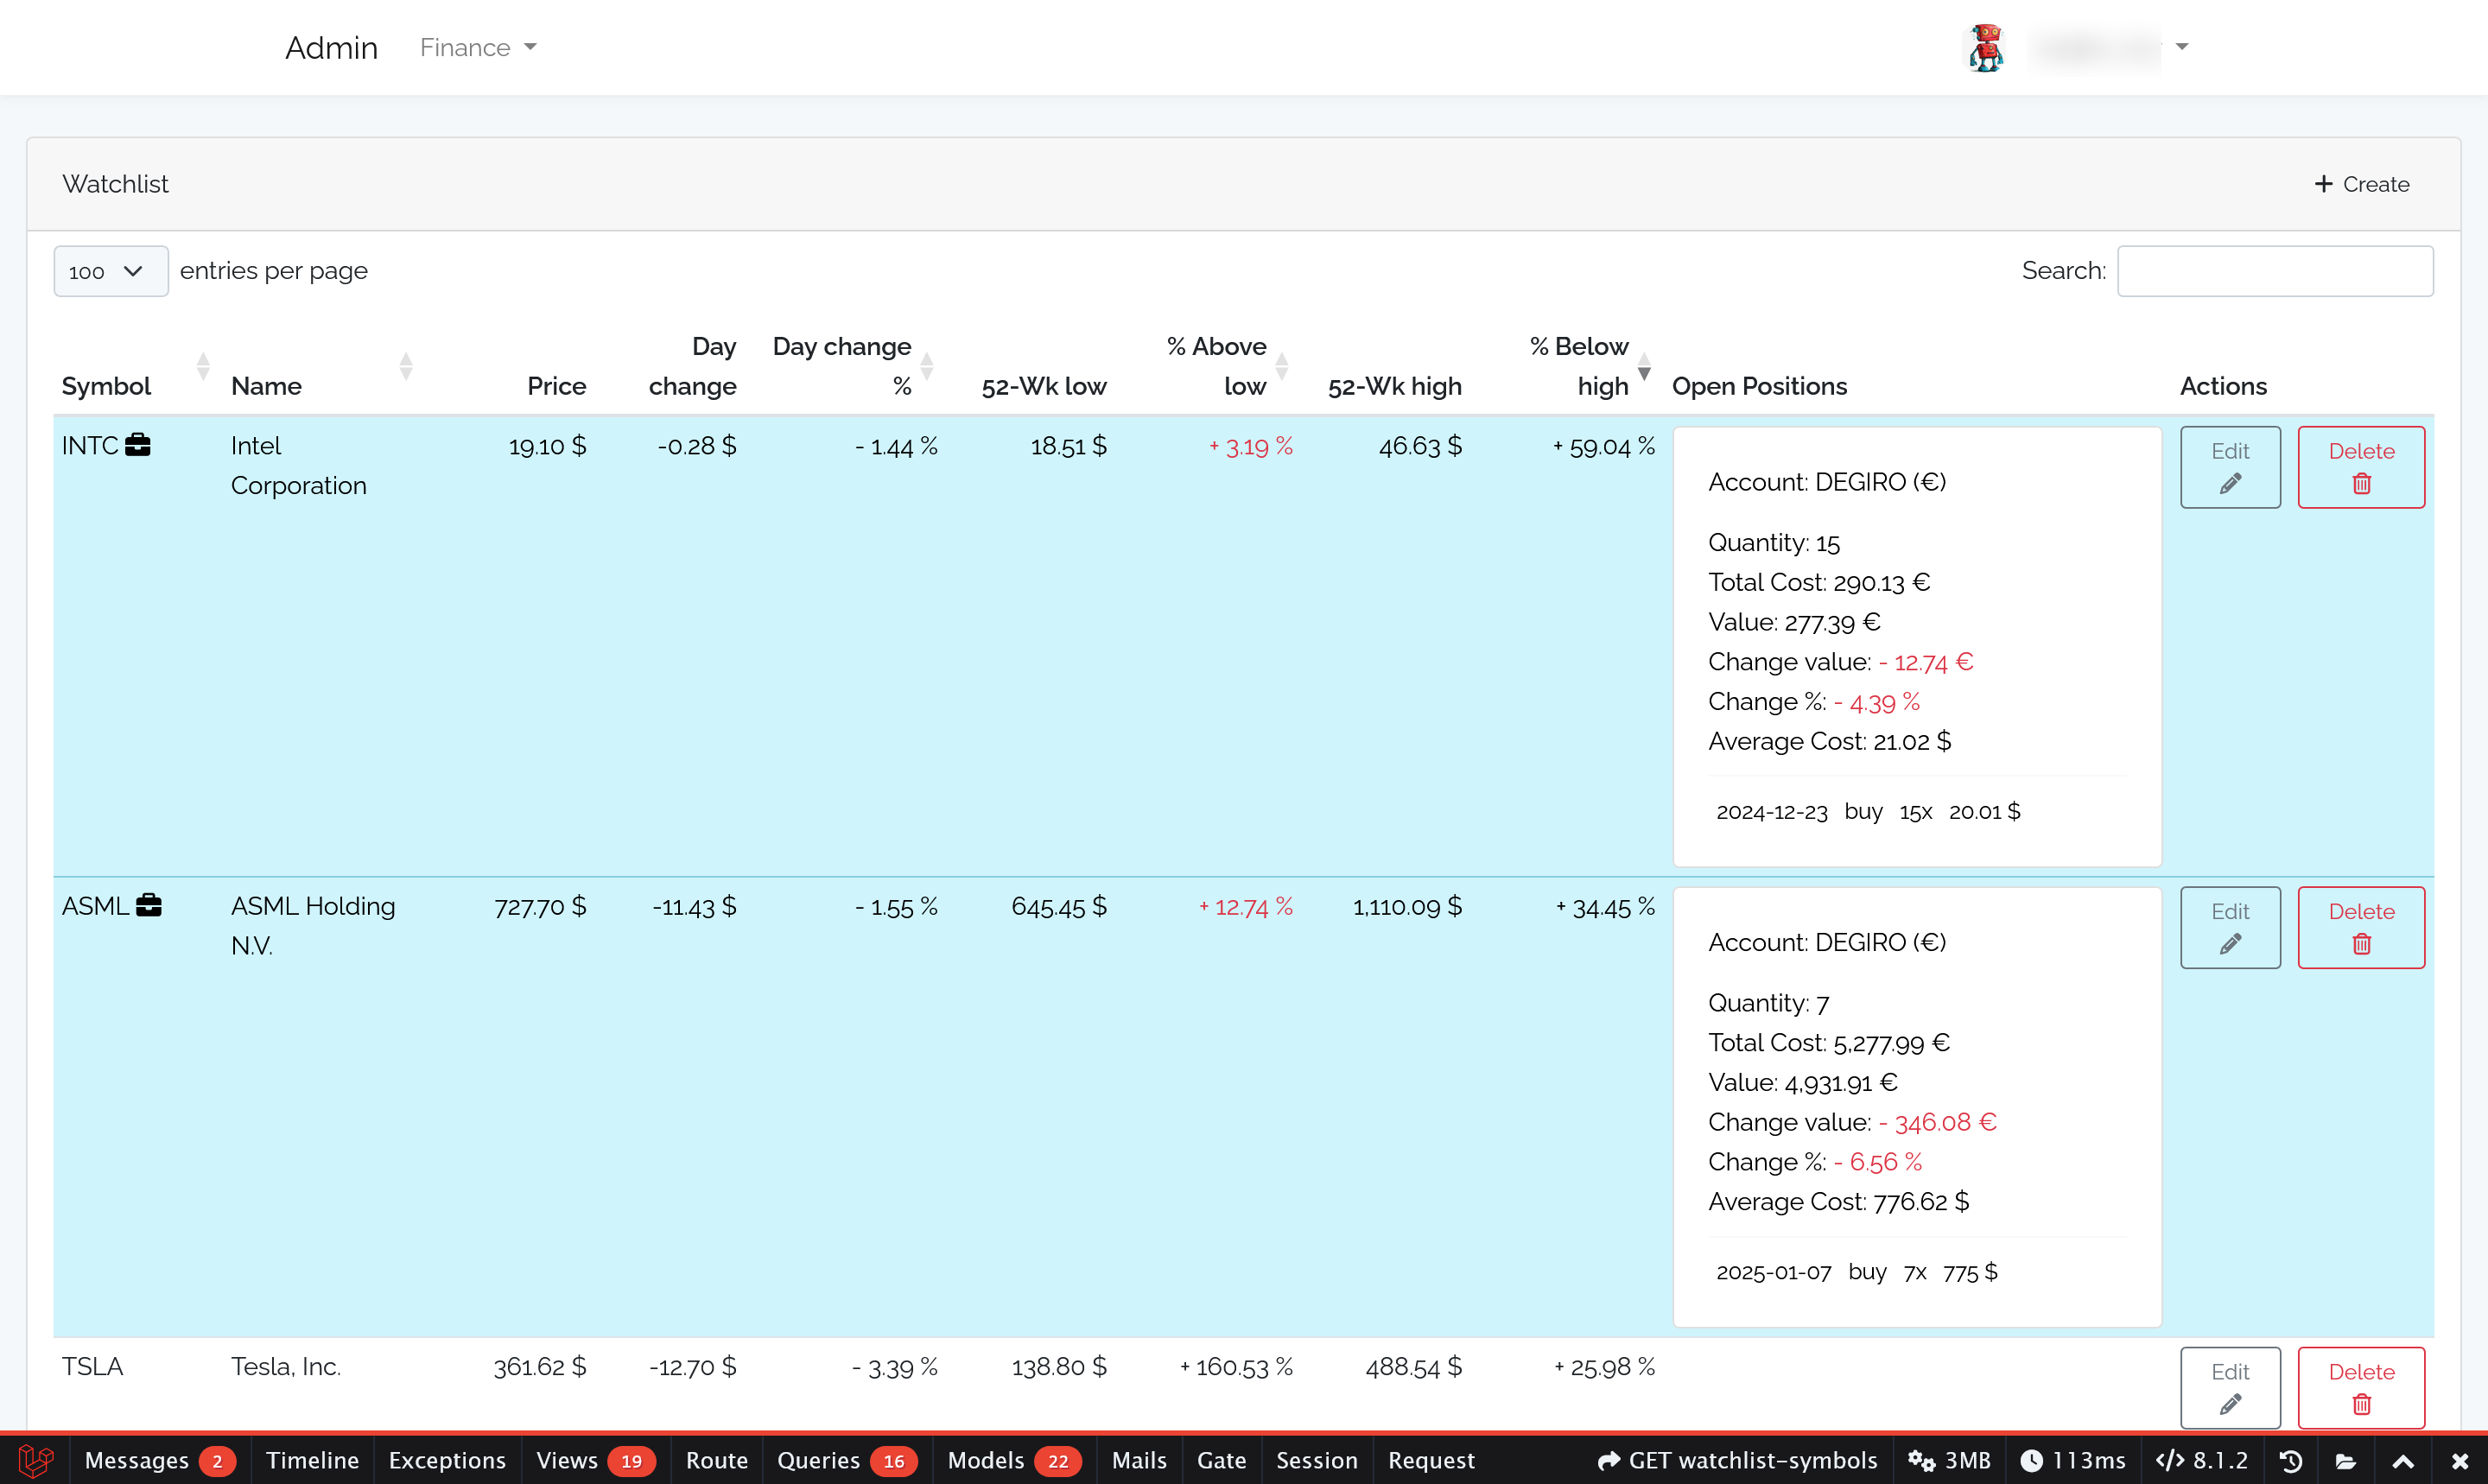 Admin Finance
Watchlist + Create
100 entries per page Search:
Symbol Name Price Day change Day change % 52-Wk low % Above low 52-Wk high % Below high Open Positions Actions
INTC Intel Corporation 19.10 $ -0.28 $ - 1.44 % 18.51 $ + 3.19 % 46.63 $ + 59.04 % Edit Delete
Account: DEGIRO (€)
Quantity: 15
Total Cost: 290.13 €
Value: 277.39 €
Change value: - 12.74 €
Change %: - 4.39 %
Average Cost: 21.02 $
2024-12-23 buy 15x 20.01 $
ASML ASML Holding N.V. 727.70 $ -11.43 $ - 1.55 % 645.45 $ + 12.74 % 1,110.09 $ + 34.45 % Edit Delete
Account: DEGIRO (€)
Quantity: 7
Total Cost: 5,277.99 €
Value: 4,931.91 €
Change value: - 346.08 €
Change %: - 6.56 %
Average Cost: 776.62 $
2025-01-07 buy 7x 775 $
TSLA Tesla, Inc. 361.62 $ -12.70 $ - 3.39 % 138.80 $ + 160.53 % 488.54 $ + 25.98 % Edit Delete
Messages 2 Timeline Exceptions Views 19 Route Queries 16 Models 22 Mails Gate Session Request GET watchlist-symbols 3MB 113ms 8.1.2